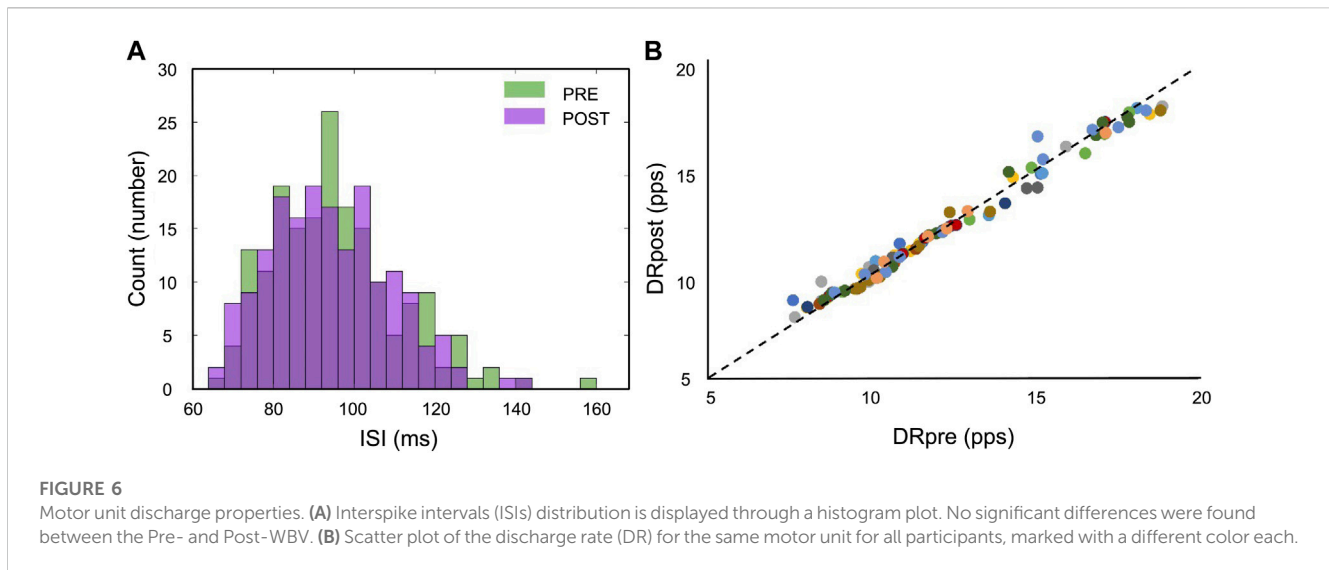 A
30
25
20
15
10
5
0
Count (number)
PRE
POST
60 80 100 120 140 160
ISI (ms)
B
20
15
10
5
DRpost (pps)
5 10 15 20
DRpre (pps)
FIGURE 6
Motor unit discharge properties. (A) Interspike intervals (ISIs) distribution is displayed through a histogram plot. No significant differences were found
between the Pre- and Post-WBV. (B) Scatter plot of the discharge rate (DR) for the same motor unit for all participants, marked with a different color each.